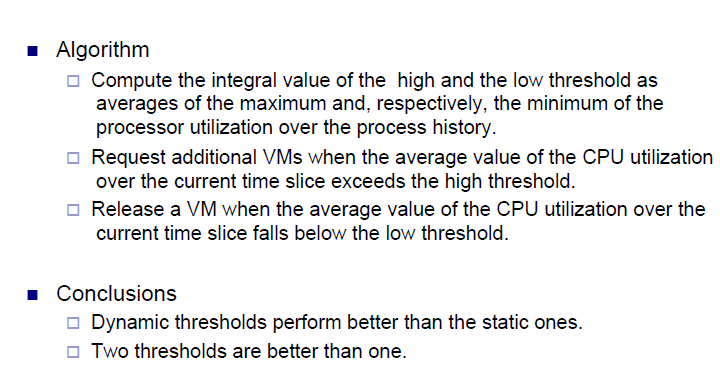 Algorithm
Compute the integral value of the high and the low threshold as
averages of the maximum and, respectively, the minimum of the
processor utilization over the process history.
Request additional VMs when the average value of the CPU utilization
over the current time slice exceeds the high threshold.
Release a VM when the average value of the CPU utilization over the
current time slice falls below the low threshold.
Conclusions
Dynamic thresholds perform better than the static ones.
Two thresholds are better than one.